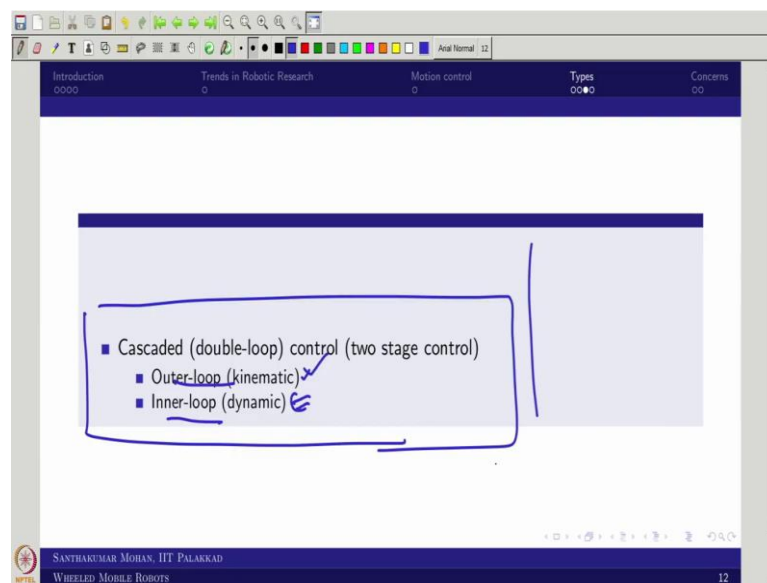 Arial Normal 12
Introduction Trends in Robotic Research Motion control Types Concerns
Cascaded (double-loop) control (two stage control)
Outer-loop (kinematic)
Inner-loop (dynamic)
SANTHAKUMAR MOHAN, IIT PALAKKAD
WHEELED MOBILE ROBOTS 12
NPTEL